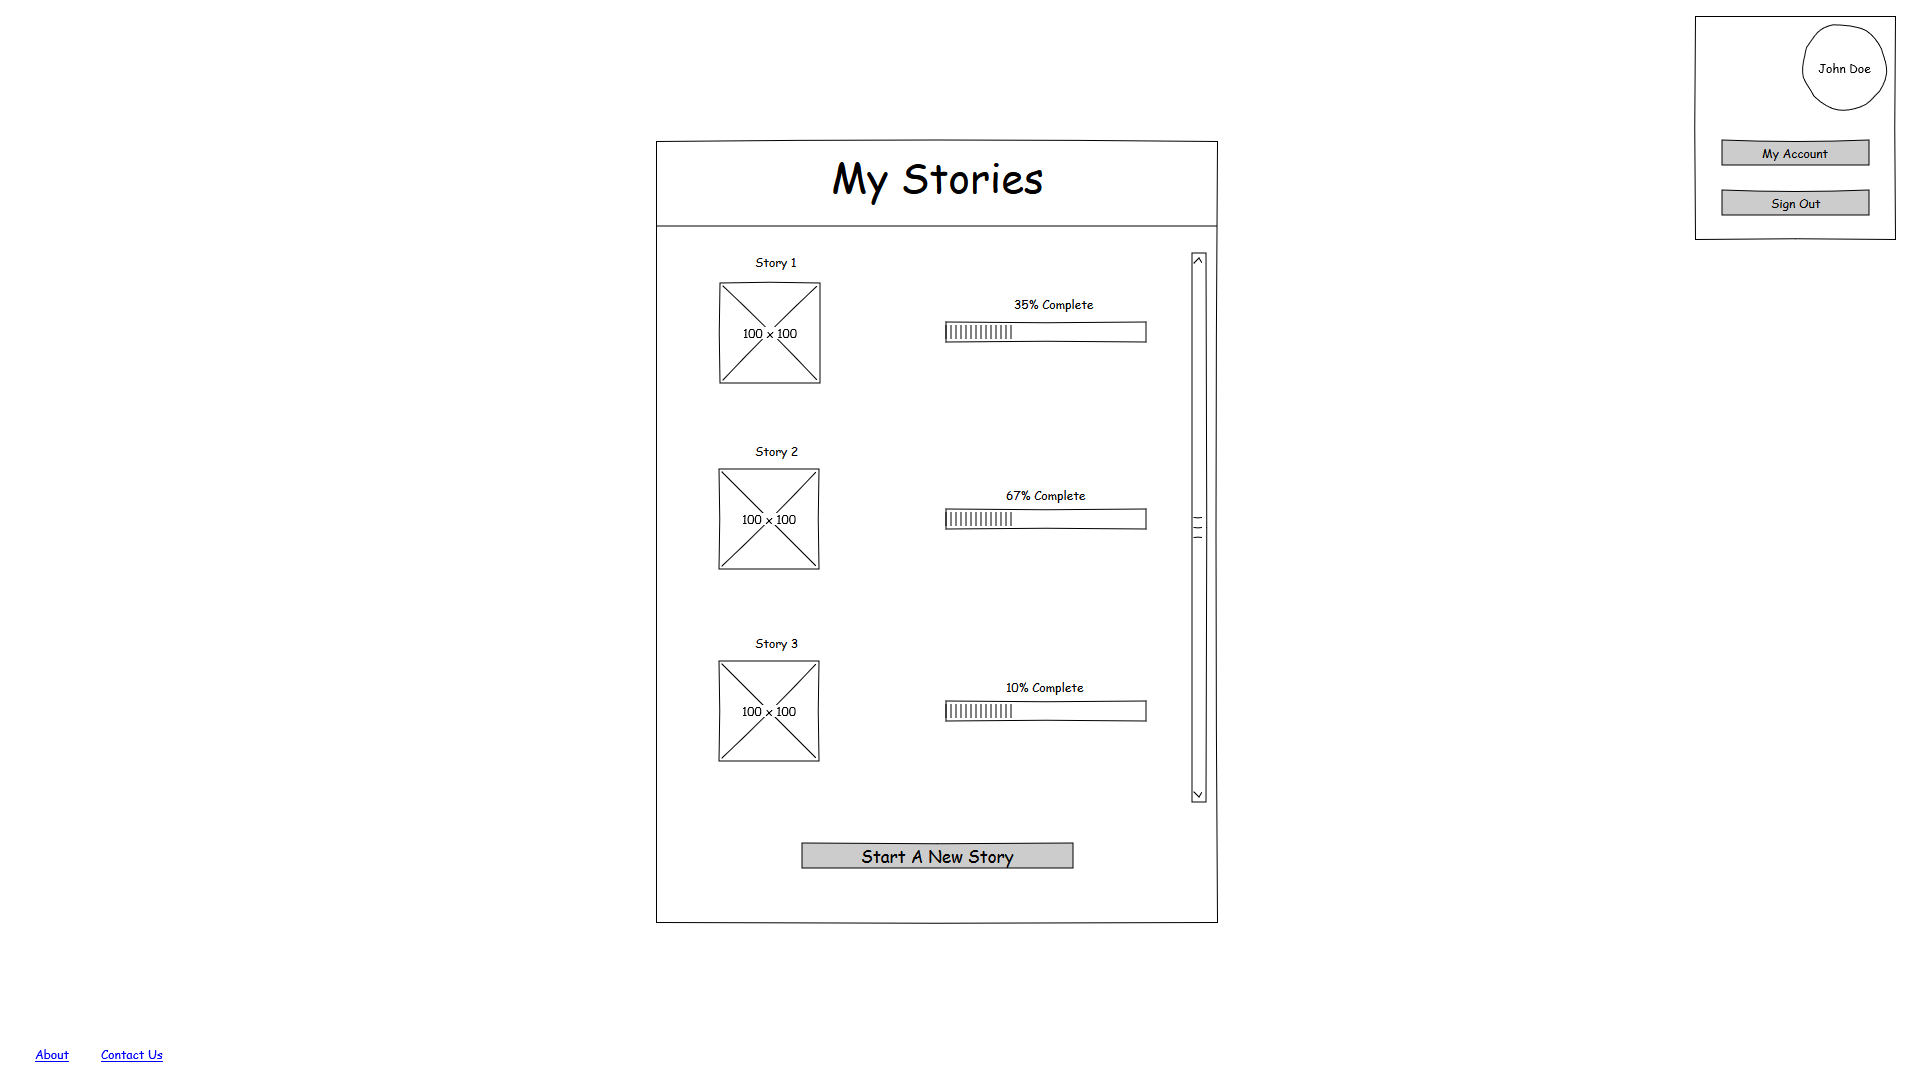 John Doe
My Account
Sign Out
My Stories
Story 1
100 x 100
35% Complete
Story 2
100 x 100
67% Complete
Story 3
100 x 100
10% Complete
Start A New Story
About
Contact Us